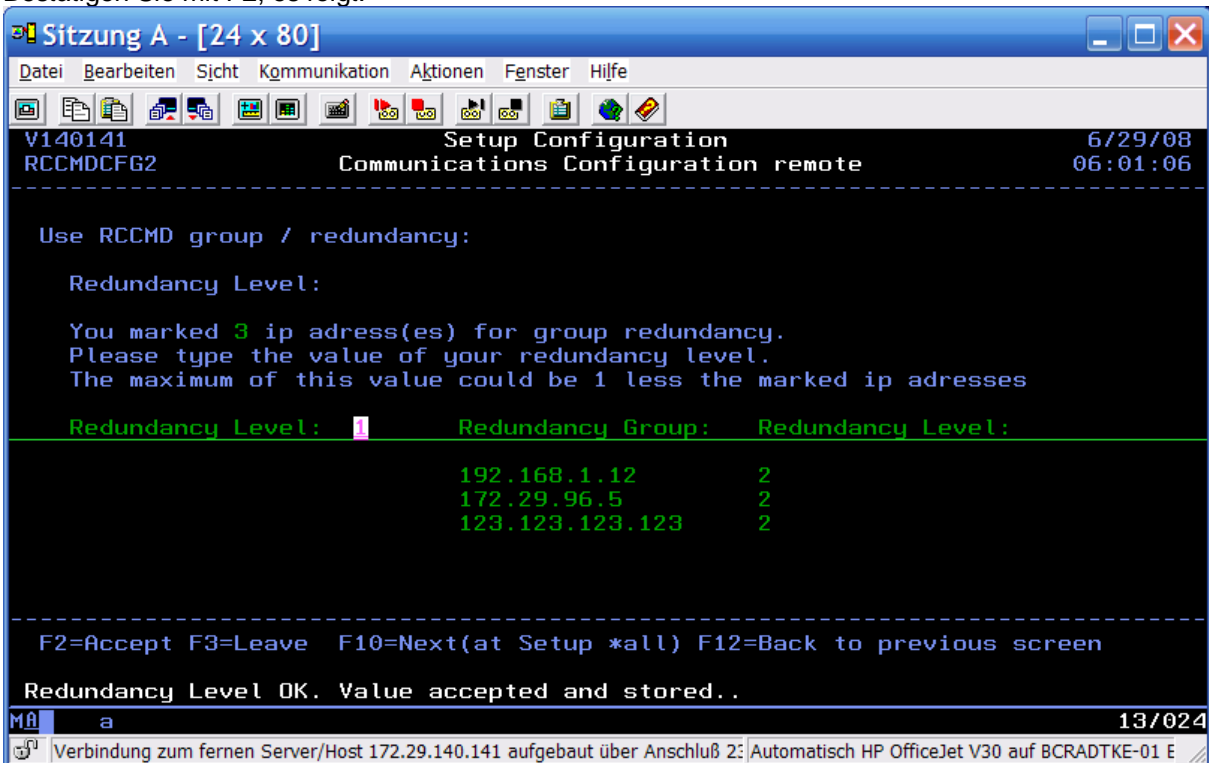 Sitzung A - [24 x 80]
Datei Bearbeiten Sicht Kommunikation Aktionen Fenster Hilfe
V140141 Setup Configuration 6/29/08
RCCMDCFG2 Communications Configuration remote 06:01:06
Use RCCMD group / redundancy:
Redundancy Level:
You marked 3 ip adress(es) for group redundancy.
Please type the value of your redundancy level.
The maximum of this value could be 1 less the marked ip adresses
Redundancy Level: 1 Redundancy Group: Redundancy Level:
192.168.1.12 2
172.29.96.5 2
123.123.123.123 2
F2=Accept F3=Leave F10=Next(at Setup *all) F12=Back to previous screen
Redundancy Level OK. Value accepted and stored..
MA a 13/024
Verbindung zum fernen Server/Host 172.29.140.141 aufgebaut über Anschluß 23 Automatisch HP OfficeJet V30 auf BCRADTKE-01